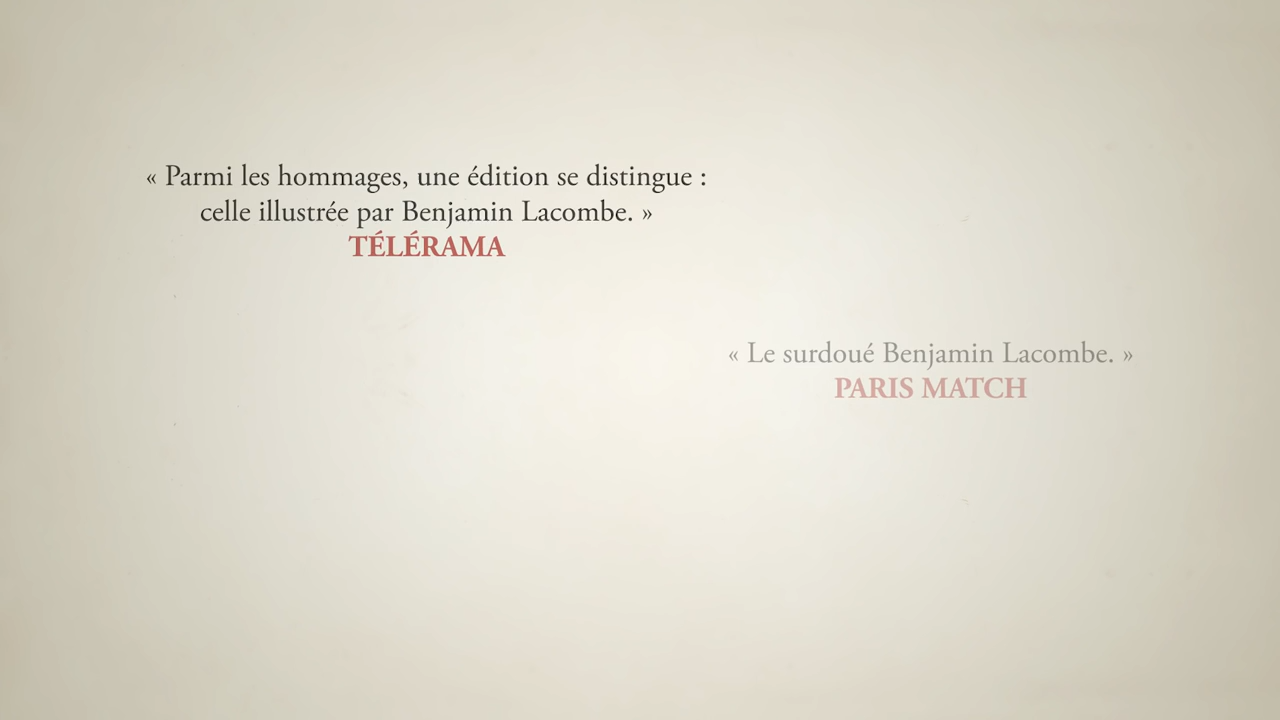 « Parmi les hommages, une édition se distingue :
celle illustrée par Benjamin Lacombe. »
TÉLÉRAMA
« Le surdoué Benjamin Lacombe. »
PARIS MATCH